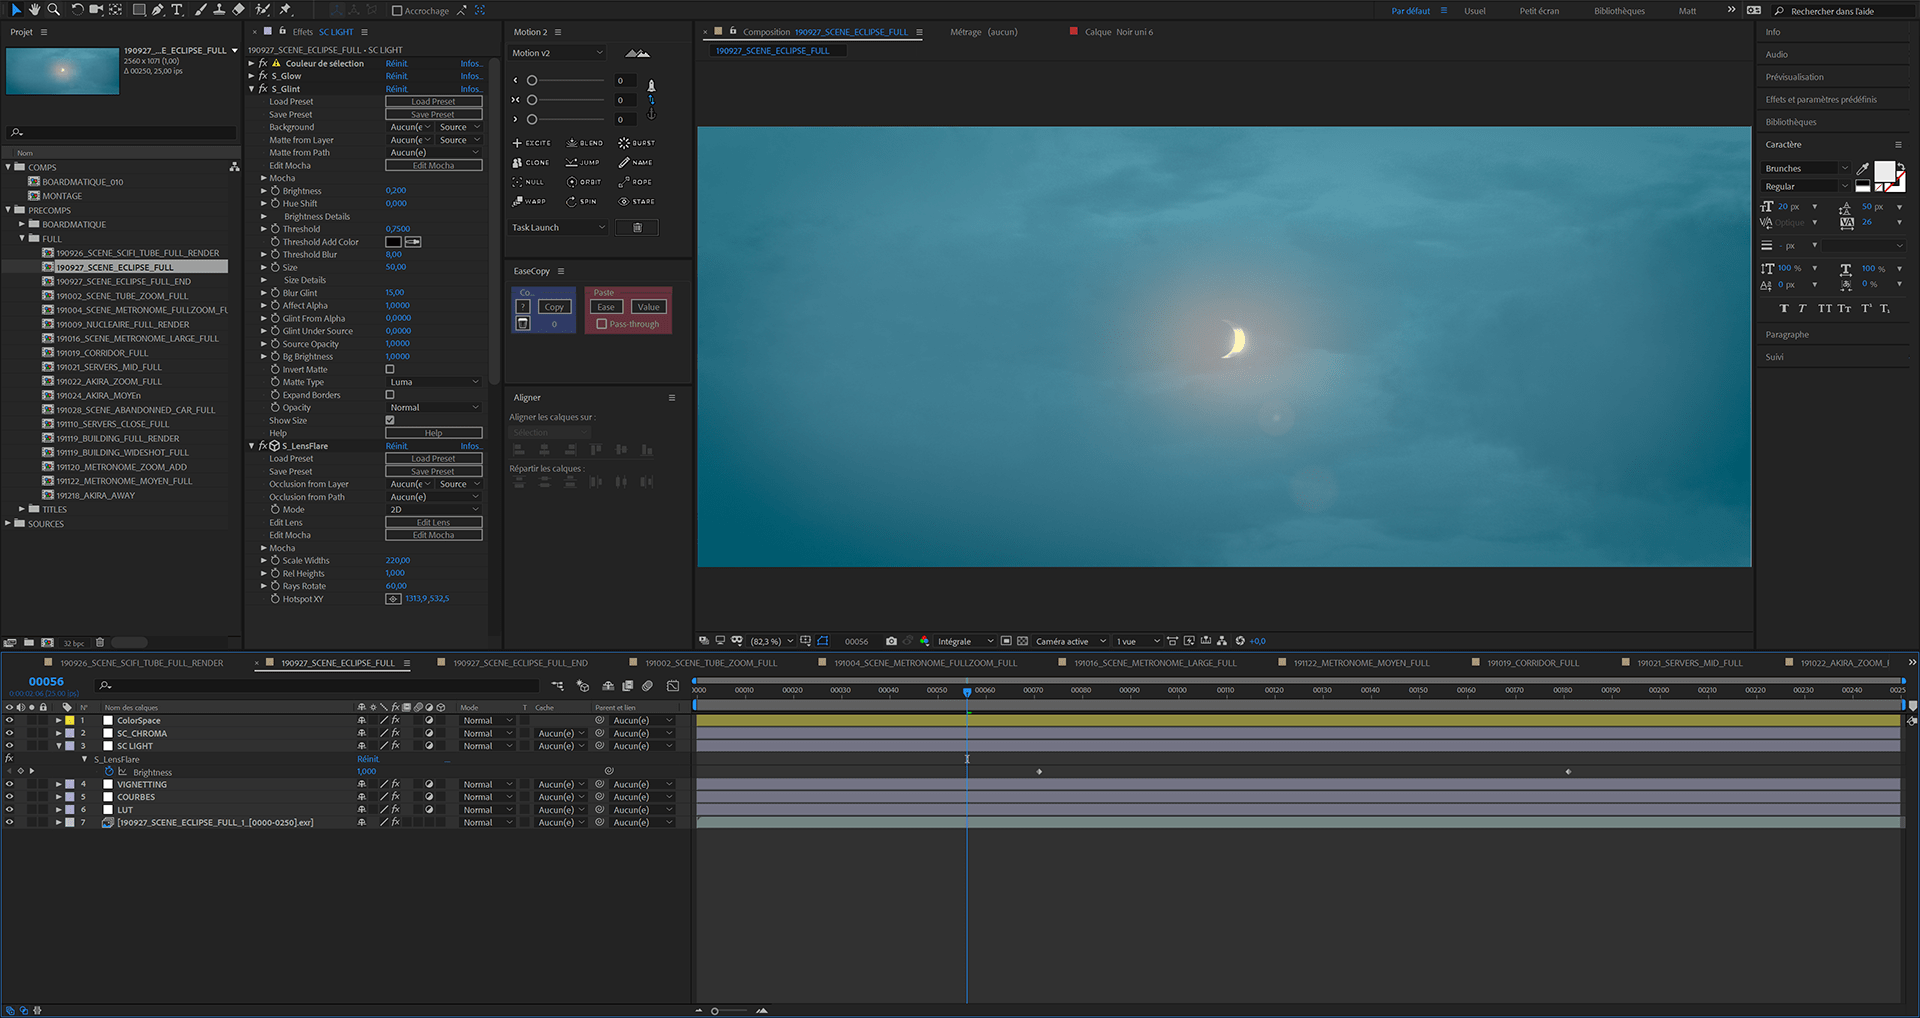 Accrochage
Par défaut
Usuel
Petit écran
Bibliothèques
Matt
Rechercher dans l'aide
Projet
190927_...E_ECLIPSE_FULL
2560 x 1071 (1,00)
Δ 00250, 25,00 ips
Nom
COMPS
BOARDMATIQUE_010
MONTAGE
PRECOMPS
BOARDMATIQUE
FULL
190926_SCENE_SCIFI_TUBE_FULL_RENDER
190927_SCENE_ECLIPSE_FULL
190927_SCENE_ECLIPSE_FULL_END
191002_SCENE_TUBE_ZOOM_FULL
191004_SCENE_METRONOME_FULLZOOM_FU
191009_NUCLEAIRE_FULL_RENDER
191016_SCENE_METRONOME_LARGE_FULL
191019_CORRIDOR_FULL
191021_SERVERS_MID_FULL
191022_AKIRA_ZOOM_FULL
191024_AKIRA_MOYEn
191028_SCENE_ABANDONNED_CAR_FULL
191110_SERVERS_CLOSE_FULL
191119_BUILDING_FULL_RENDER
191119_BUILDING_WIDESHOT_FULL
191120_METRONOME_ZOOM_ADD
191122_METRONOME_MOYEN_FULL
191218_AKIRA_AWAY
TITLES
SOURCES
32 bpc
Effets SC LIGHT
190927_SCENE_ECLIPSE_FULL • SC LIGHT
fx Couleur de sélection Réinit. Infos...
fx S_Glow Réinit. Infos...
fx S_Glint Réinit. Infos...
Load Preset Load Preset
Save Preset Save Preset
Background Aucun(e Source
Matte from Layer Aucun(e Source
Matte from Path Aucun(e)
Edit Mocha Edit Mocha
Mocha
Brightness 0,200
Hue Shift 0,000
Brightness Details
Threshold 0,7500
Threshold Add Color
Threshold Blur 8,00
Size 50,00
Size Details
Blur Glint 15,00
Affect Alpha 1,0000
Glint From Alpha 0,0000
Glint Under Source 0,0000
Source Opacity 1,0000
Bg Brightness 1,0000
Invert Matte
Matte Type Luma
Expand Borders
Opacity Normal
Show Size
Help Help
fx S_LensFlare Réinit. Infos...
Load Preset Load Preset
Save Preset Save Preset
Occlusion from Layer Aucun(e Source
Occlusion from Path Aucun(e)
Mode 2D
Edit Lens Edit Lens
Edit Mocha Edit Mocha
Mocha
Scale Widths 220,00
Rel Heights 1,000
Rays Rotate 60,00
Hotspot XY 1313,9,532,5
Motion 2
Motion v2
0
0
0
EXCITE BLEND BURST
CLONE JUMP NAME
NULL ORBIT ROPE
WARP SPIN STARE
Task Launch
EaseCopy
Co... Paste
? Copy Ease Value
0 Pass-through
Aligner
Aligner les calques sur :
Sélection
Répartir les calques :
Composition 190927_SCENE_ECLIPSE_FULL
Métrage (aucun)
Calque Noir uni 6
190927_SCENE_ECLIPSE_FULL
(82,3 %) 00056 Intégrale Caméra active 1 vue +0,0
Info
Audio
Prévisualisation
Effets et paramètres prédéfinis
Bibliothèques
Caractère
Brunches
Regular
20 px 50 px
Optique 26
- px
100 % 100 %
0 px 0 %
T T TT Tт T¹ T₁
Paragraphe
Suivi
190926_SCENE_SCIFI_TUBE_FULL_RENDER
190927_SCENE_ECLIPSE_FULL
190927_SCENE_ECLIPSE_FULL_END
191002_SCENE_TUBE_ZOOM_FULL
191004_SCENE_METRONOME_FULLZOOM_FULL
191016_SCENE_METRONOME_LARGE_FULL
191122_METRONOME_MOYEN_FULL
191019_CORRIDOR_FULL
191021_SERVERS_MID_FULL
191022_AKIRA_ZOOM_F
00056
0:00:02:06 (25.00 ips)
0000 00010 00020 00030 00040 00050 00060 00070 00080 00090 00100 00110 00120 00130 00140 00150 00160 00170 00180 00190 00200 00210 00220 00230 00240 0025
N° Nom des calques Mode T Cache Parent et lien
1 ColorSpace Normal Aucun(e)
2 SC_CHROMA Normal Aucun(e) Aucun(e)
3 SC LIGHT Normal Aucun(e) Aucun(e)
fx S_LensFlare Réinit. ...
Brightness 1,000
4 VIGNETTING Normal Aucun(e) Aucun(e)
5 COURBES Normal Aucun(e) Aucun(e)
6 LUT Normal Aucun(e) Aucun(e)
7 [190927_SCENE_ECLIPSE_FULL_1_[0000-0250].exr] Normal Aucun(e) Aucun(e)